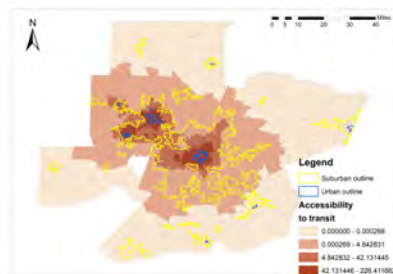 Miles
0 5 10 20 30 40
N
Legend
Suburban outline
Urban outline
Accessibility
to transit
0.000000 - 0.000268
0.000269 - 4.842831
4.842832 - 42.131445
42.131446 - 228.411662